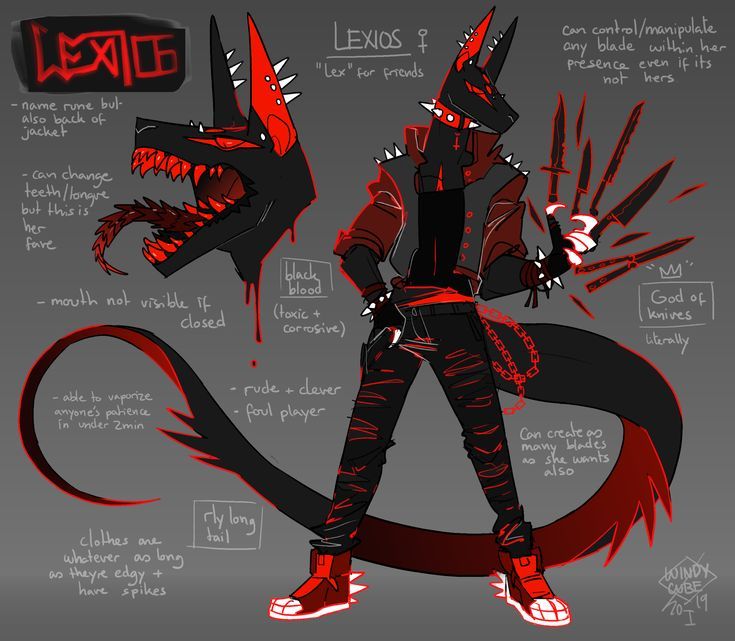 LEXIOS
- name rune but
also back of
jacket
LEXIOS ♀
"Lex" for friends
can control/manipulate
any blade within her
presence even if its
not hers
- can change
teeth/tongue
but this is
her
fave
black
blood
(toxic +
corrosive)
- mouth not visible if
closed
God of
knives
literally
- able to vaporize
anyone's patience
in under 2min
- rude + clever
- foul player
Can create as
many blades
as she wants
also
rly long
tail
clothes are
whatever as long
as they're edgy +
have spikes
WINDY
CUBE
20-19
I